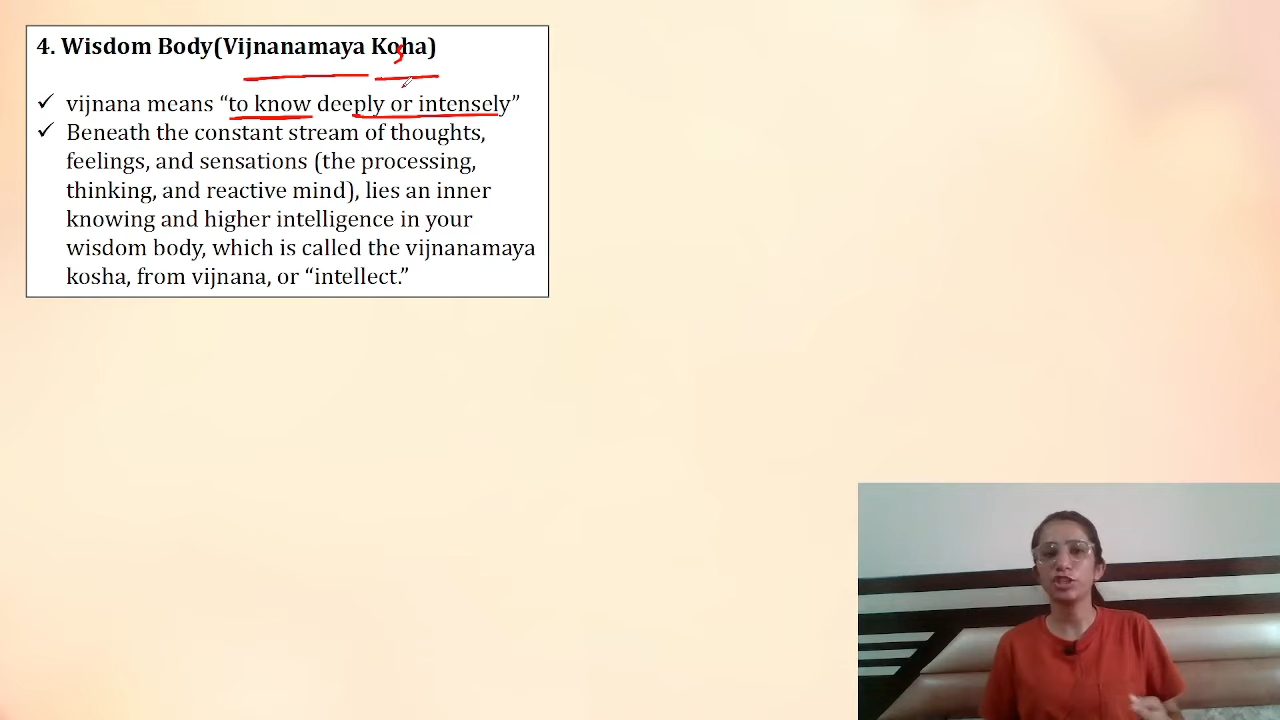 4. Wisdom Body(Vijnanamaya Kosha)
✓ vijnana means “to know deeply or intensely”
✓ Beneath the constant stream of thoughts,
feelings, and sensations (the processing,
thinking, and reactive mind), lies an inner
knowing and higher intelligence in your
wisdom body, which is called the vijnanamaya
kosha, from vijnana, or “intellect.”